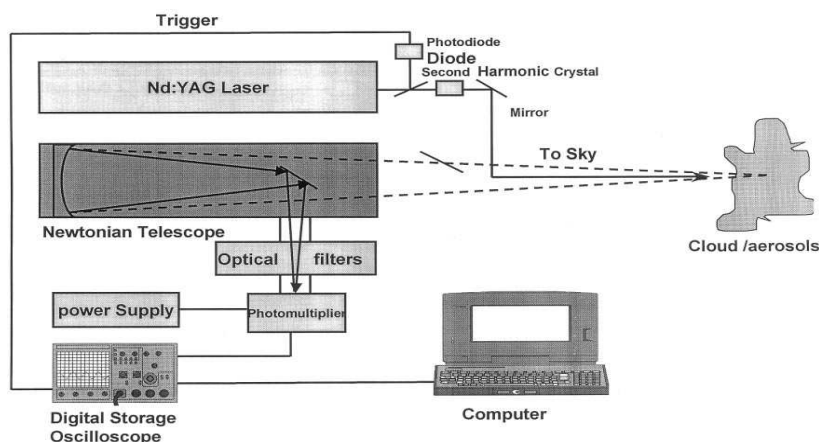 Trigger
Photodiode
Diode
Second Harmonic Crystal
Nd:YAG Laser
Mirror
To Sky
Newtonian Telescope
Cloud /aerosols
Optical filters
power Supply
Photomultiplier
Digital Storage
Oscilloscope
Computer